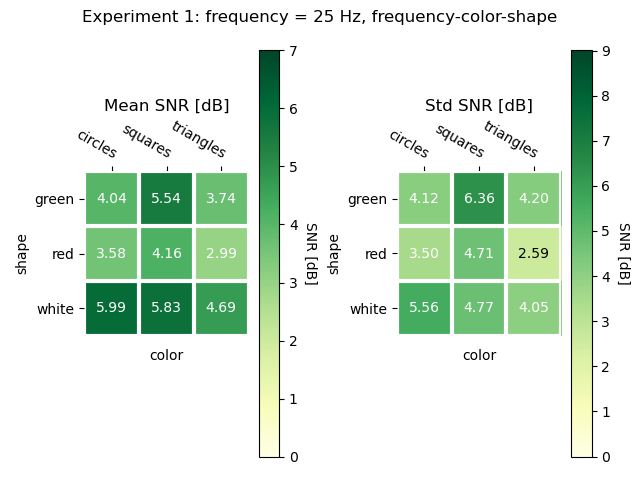 Experiment 1: frequency = 25 Hz, frequency-color-shape
Mean SNR [dB]
circles squares triangles
green 4.04 5.54 3.74
red 3.58 4.16 2.99
white 5.99 5.83 4.69
shape
color
7
6
5
4
3
2
1
0
SNR [dB]
Std SNR [dB]
circles squares triangles
green 4.12 6.36 4.20
red 3.50 4.71 2.59
white 5.56 4.77 4.05
shape
color
9
8
7
6
5
4
3
2
1
0
SNR [dB]